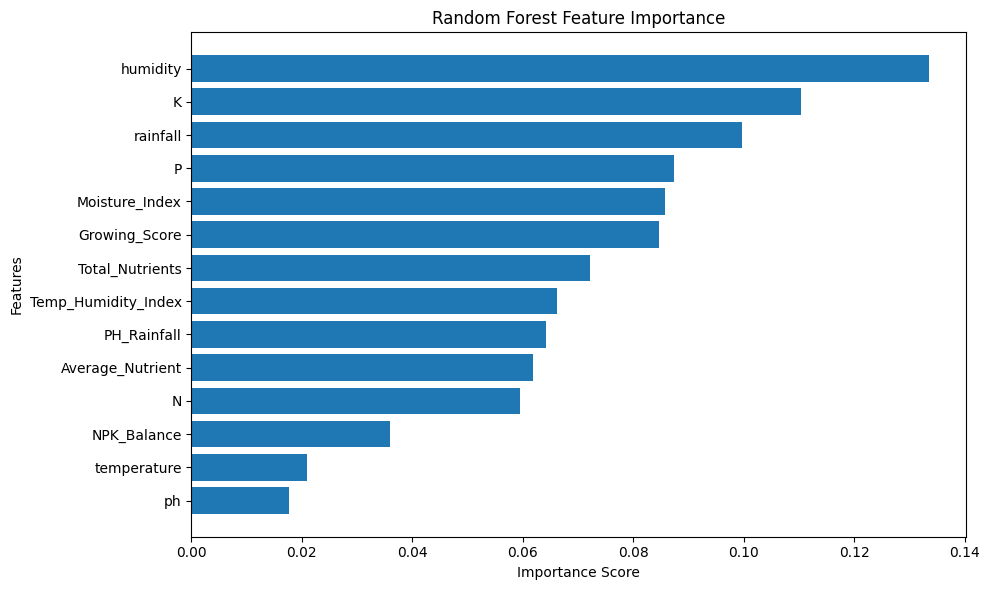 Random Forest Feature Importance
Features
humidity
K
rainfall
P
Moisture_Index
Growing_Score
Total_Nutrients
Temp_Humidity_Index
PH_Rainfall
Average_Nutrient
N
NPK_Balance
temperature
ph
0.00 0.02 0.04 0.06 0.08 0.10 0.12 0.14
Importance Score